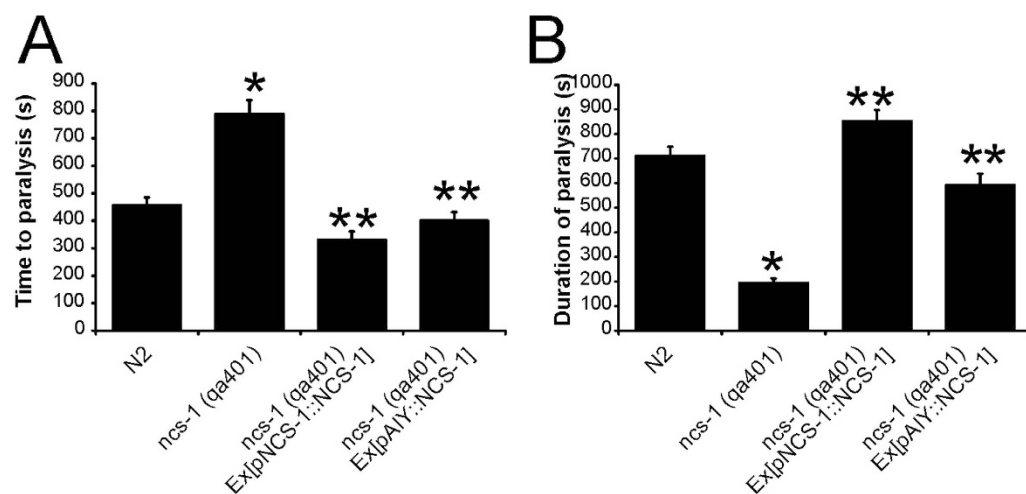 A
Time to paralysis (s)
900
800
700
600
500
400
300
200
100
0
*
**
**
N2
ncs-1 (qa401)
ncs-1 (qa401)
Ex[pNCS-1::NCS-1]
ncs-1 (qa401)
Ex[pAIY::NCS-1]
B
Duration of paralysis (s)
1000
900
800
700
600
500
400
300
200
100
0
*
**
**
N2
ncs-1 (qa401)
ncs-1 (qa401)
Ex[pNCS-1::NCS-1]
ncs-1 (qa401)
Ex[pAIY::NCS-1]